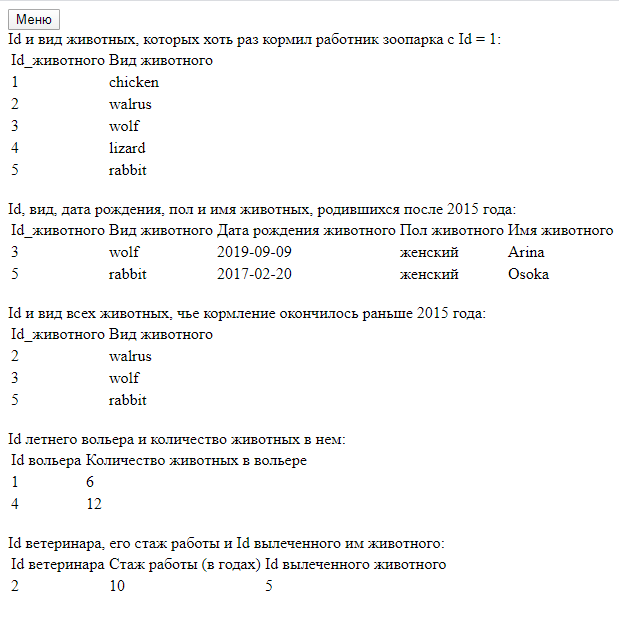 Меню
Id и вид животных, которых хоть раз кормил работник зоопарка с Id = 1:
Id_животного Вид животного
1 chicken
2 walrus
3 wolf
4 lizard
5 rabbit
Id, вид, дата рождения, пол и имя животных, родившихся после 2015 года:
Id_животного Вид животного Дата рождения животного Пол животного Имя животного
3 wolf 2019-09-09 женский Arina
5 rabbit 2017-02-20 женский Osoka
Id и вид всех животных, чье кормление окончилось раньше 2015 года:
Id_животного Вид животного
2 walrus
3 wolf
5 rabbit
Id летнего вольера и количество животных в нем:
Id вольера Количество животных в вольере
1 6
4 12
Id ветеринара, его стаж работы и Id вылеченного им животного:
Id ветеринара Стаж работы (в годах) Id вылеченного животного
2 10 5